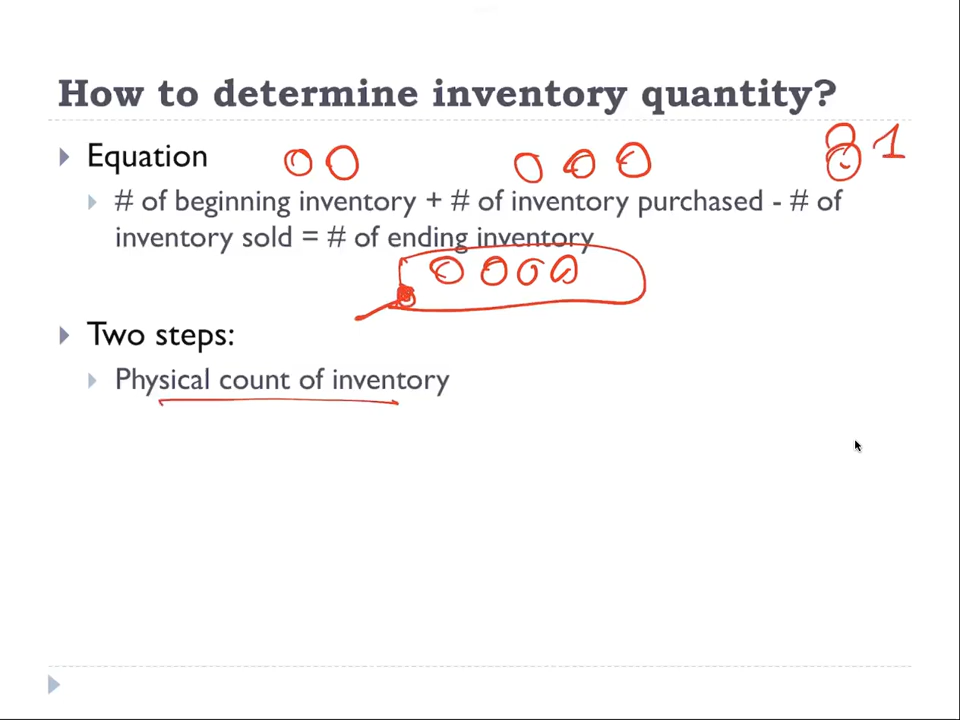 How to determine inventory quantity?
Equation
1
# of beginning inventory + # of inventory purchased - # of
inventory sold = # of ending inventory
Two steps:
Physical count of inventory